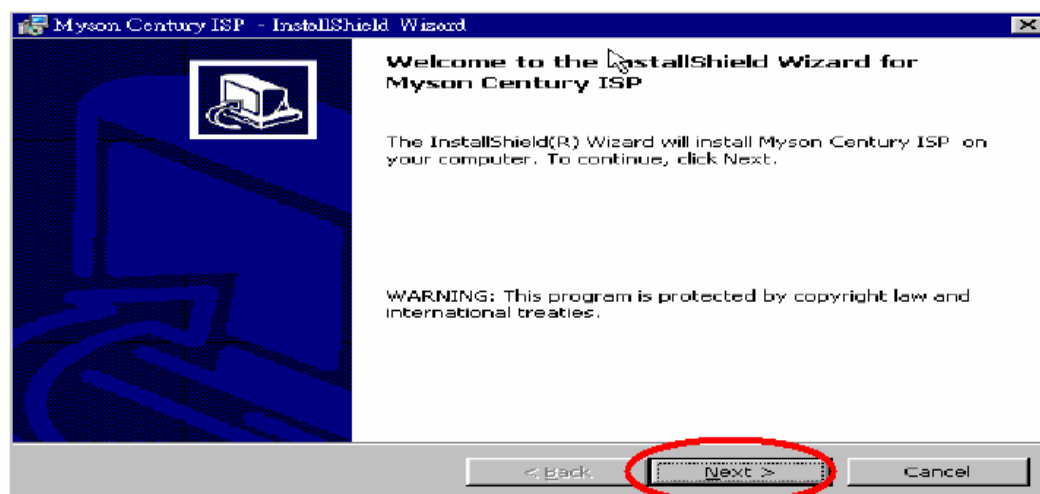 Myson Century ISP - InstallShield Wizard
Welcome to the InstallShield Wizard for
Myson Century ISP
The InstallShield(R) Wizard will install Myson Century ISP on
your computer. To continue, click Next.
WARNING: This program is protected by copyright law and
international treaties.
< Back
Next >
Cancel